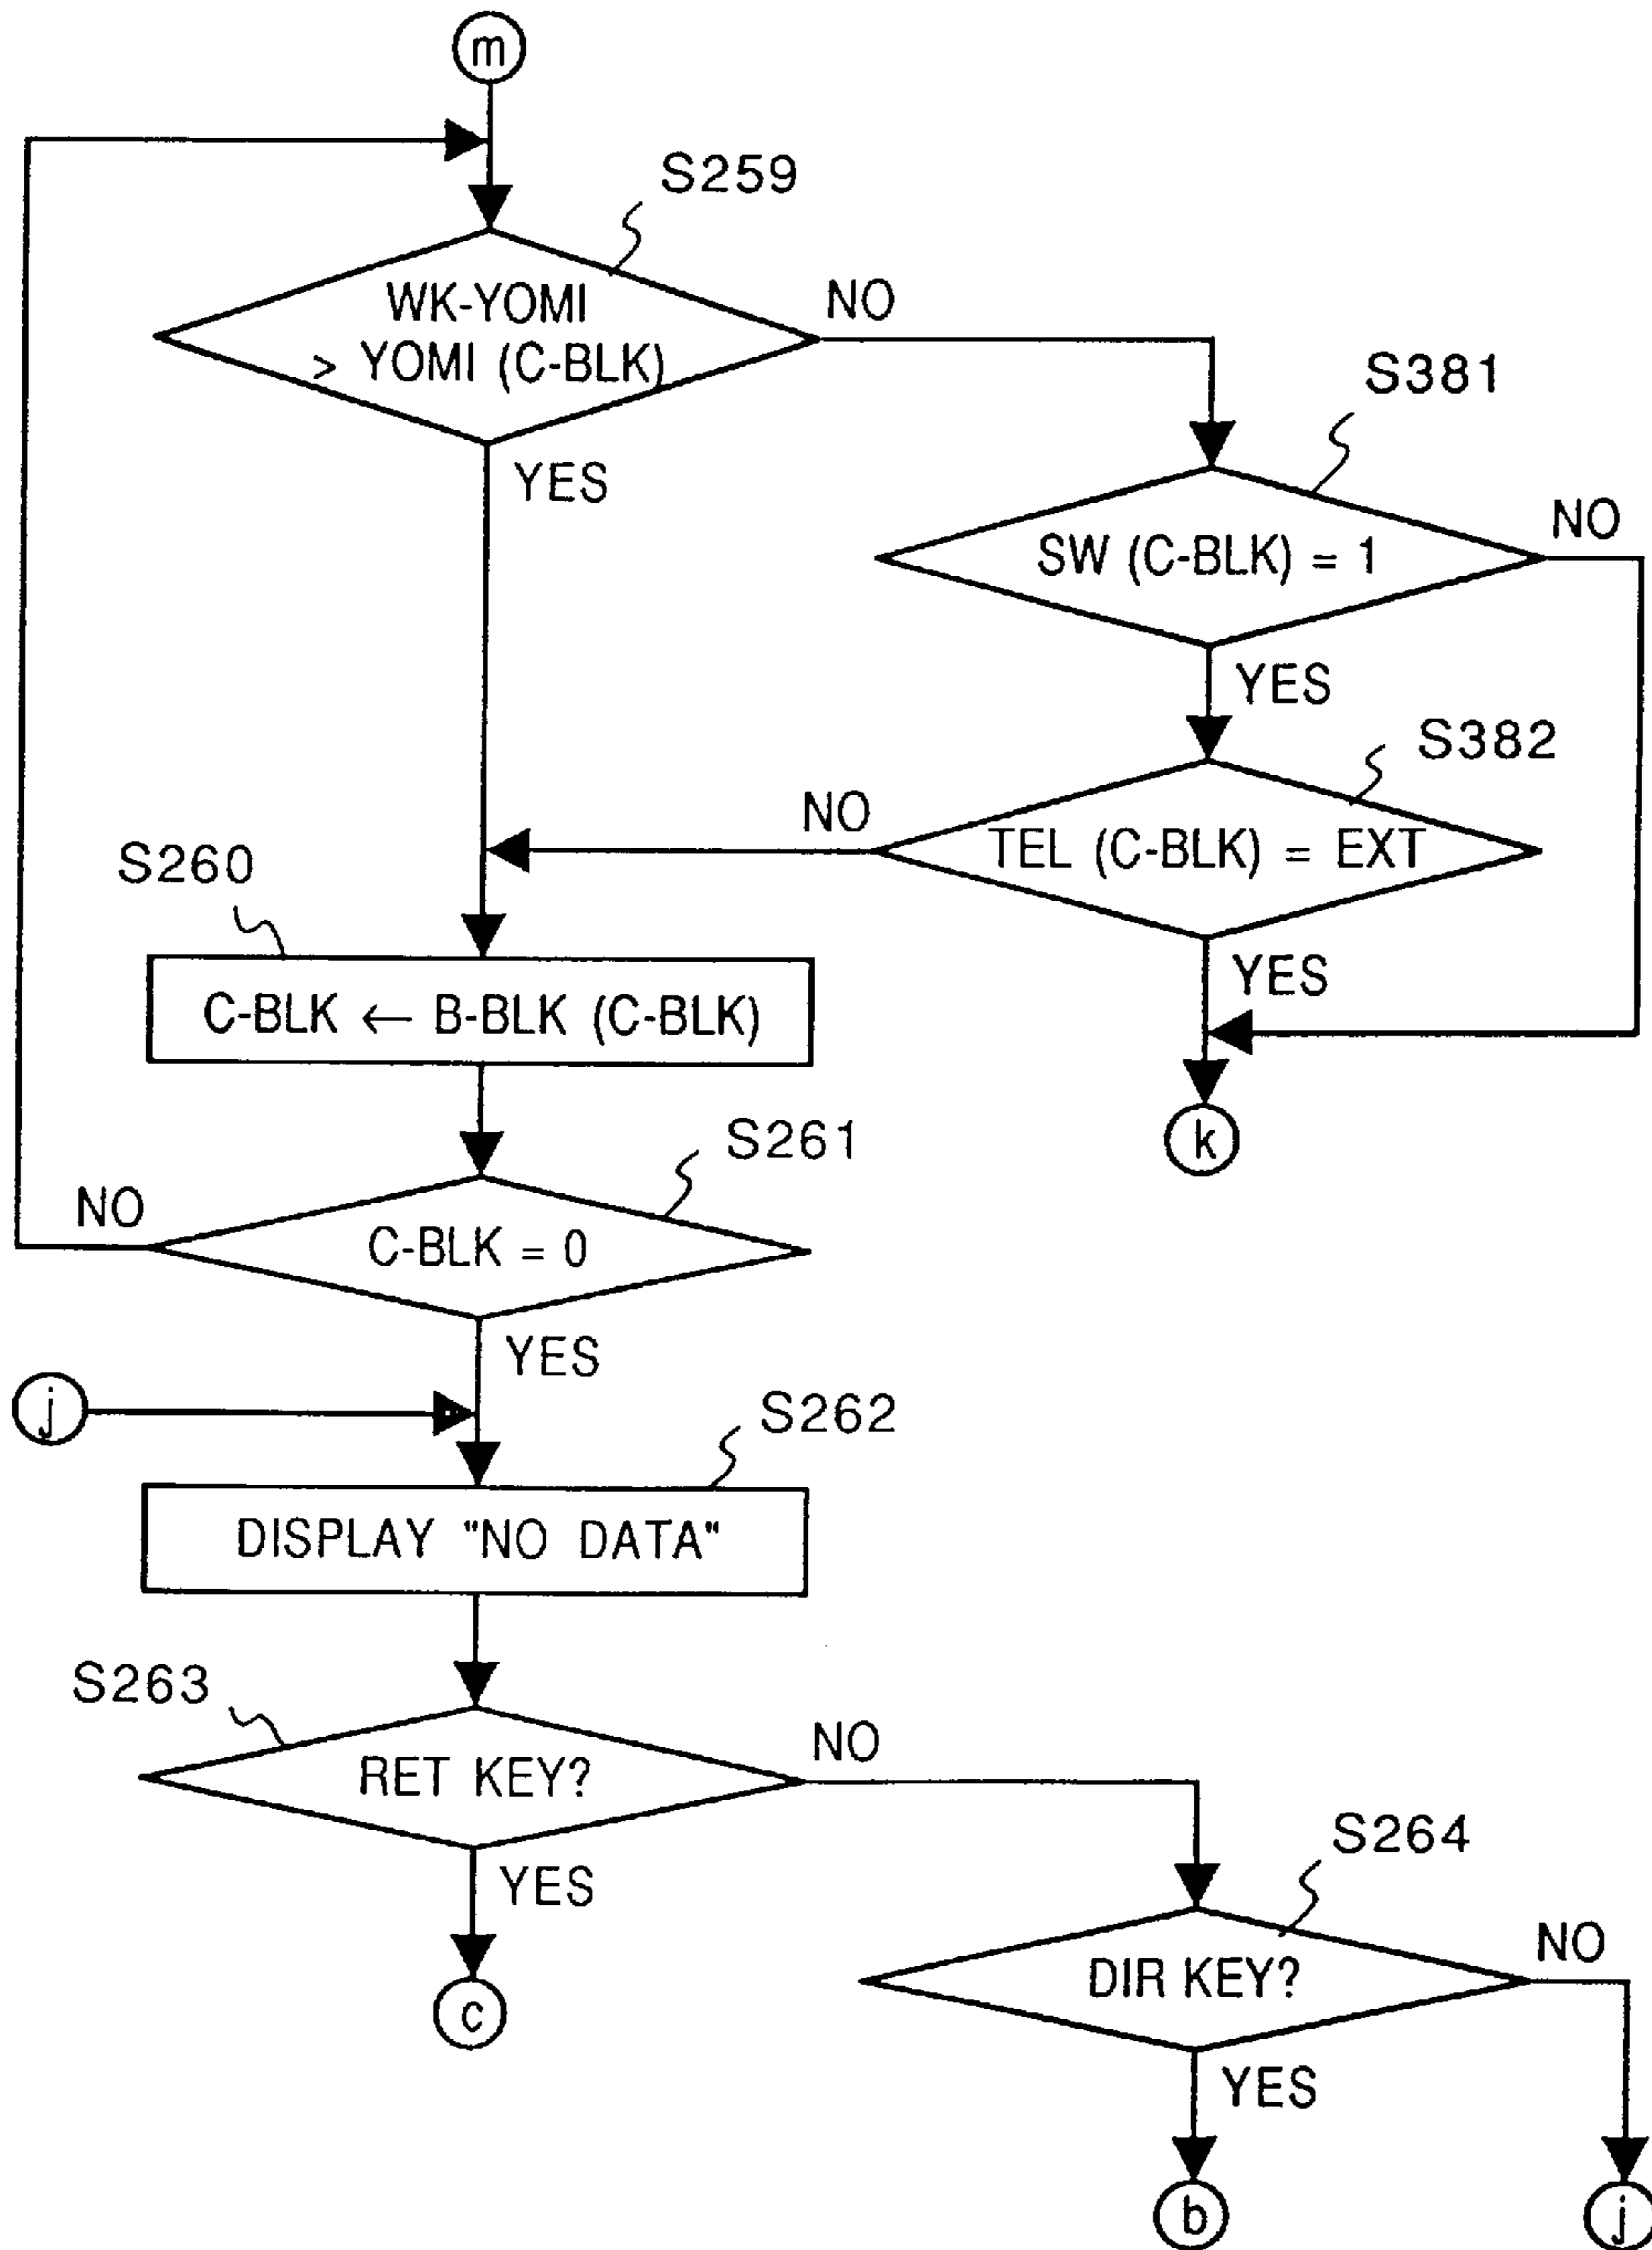 m
S259
WK-YOMI
> YOMI (C-BLK)
NO
YES
S381
SW (C-BLK) = 1
NO
YES
S382
TEL (C-BLK) = EXT
NO
YES
S260
C-BLK ← B-BLK (C-BLK)
k
S261
C-BLK = 0
NO
YES
j
S262
DISPLAY "NO DATA"
S263
RET KEY?
NO
YES
S264
DIR KEY?
NO
YES
c
b
j